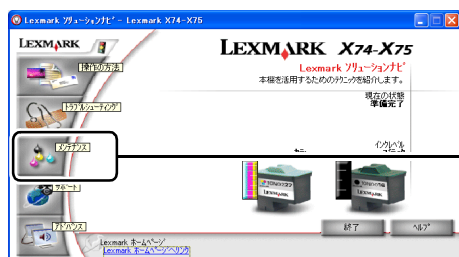 Lexmark ソリューションナビ - Lexmark X74-X75
LEXMARK
LEXMARK X74-X75
Lexmark ソリューションナビ
本機を活用するためのテクニックを紹介します。
操作の方法
現在の状態
準備完了
トラブルシューティング
メンテナンス
インクレベル
サポート
LEXMARK
LEXMARK
アドバンス
終了
ヘルプ
Lexmark ホームページ
Lexmark ホームページへリンク